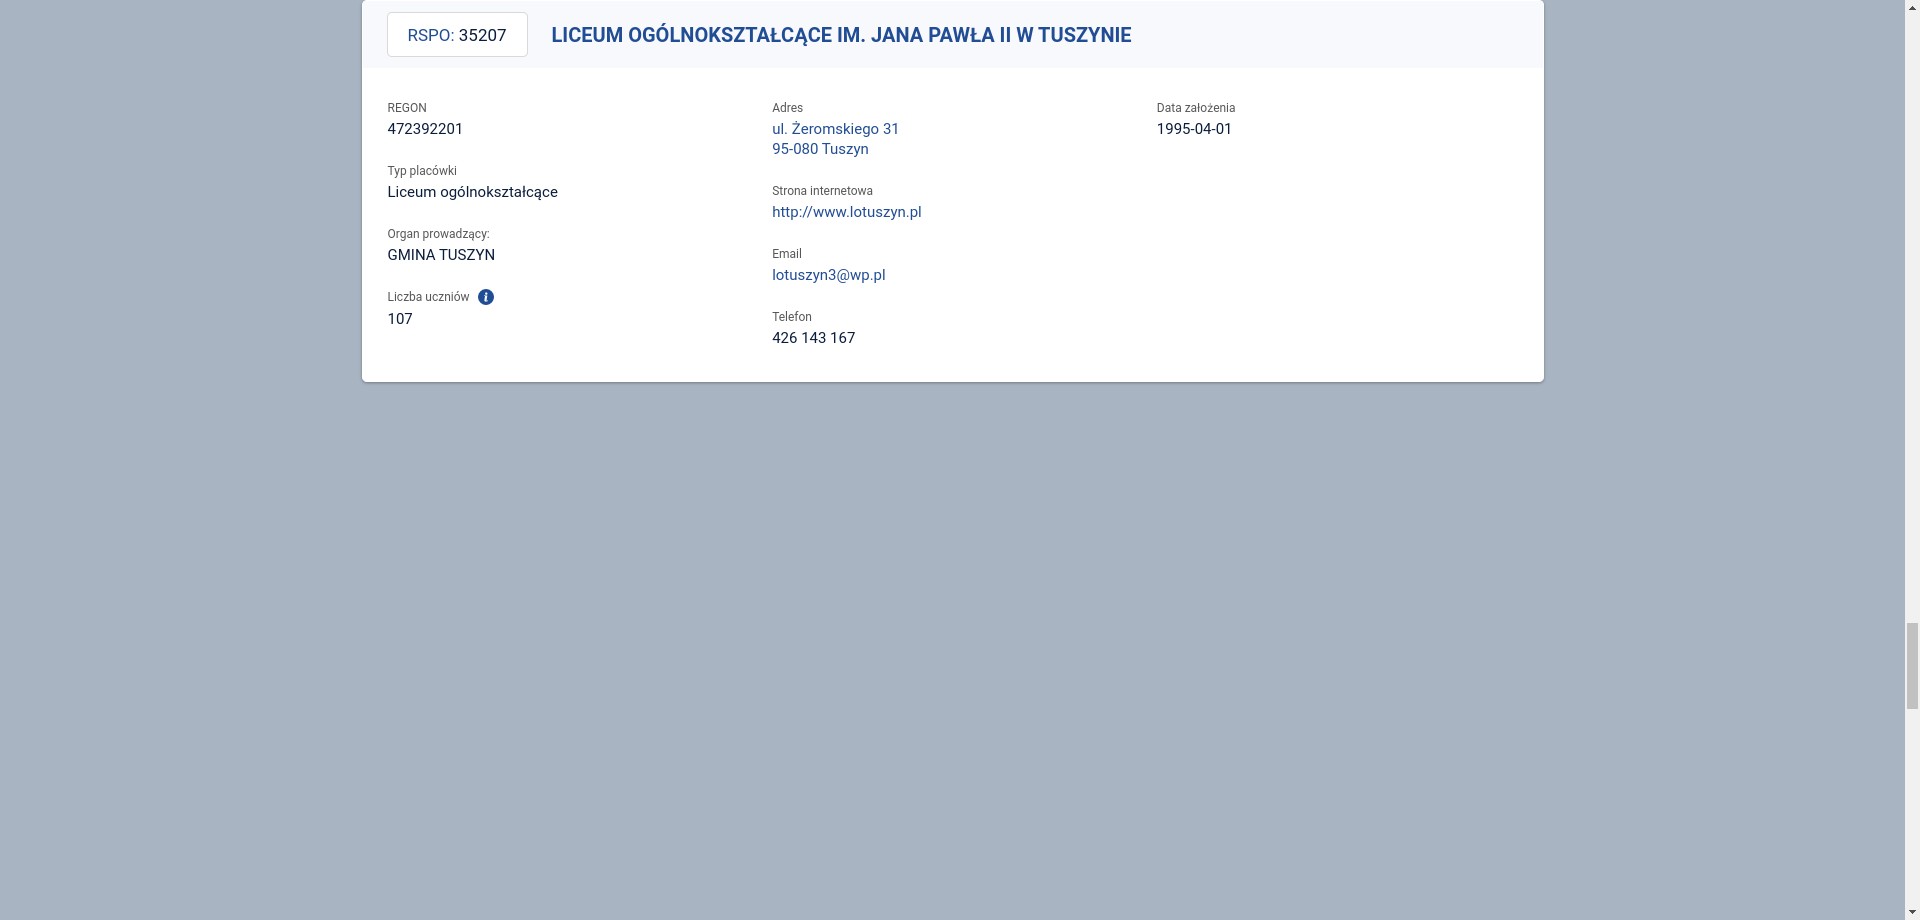 RSPO: 35207
LICEUM OGÓLNOKSZTAŁCĄCE IM. JANA PAWŁA II W TUSZYNIE
REGON
472392201
Typ placówki
Liceum ogólnokształcące
Organ prowadzący:
GMINA TUSZYN
Liczba uczniów
107
Adres
ul. Żeromskiego 31
95-080 Tuszyn
Strona internetowa
http://www.lotuszyn.pl
Email
lotuszyn3@wp.pl
Telefon
426 143 167
Data założenia
1995-04-01